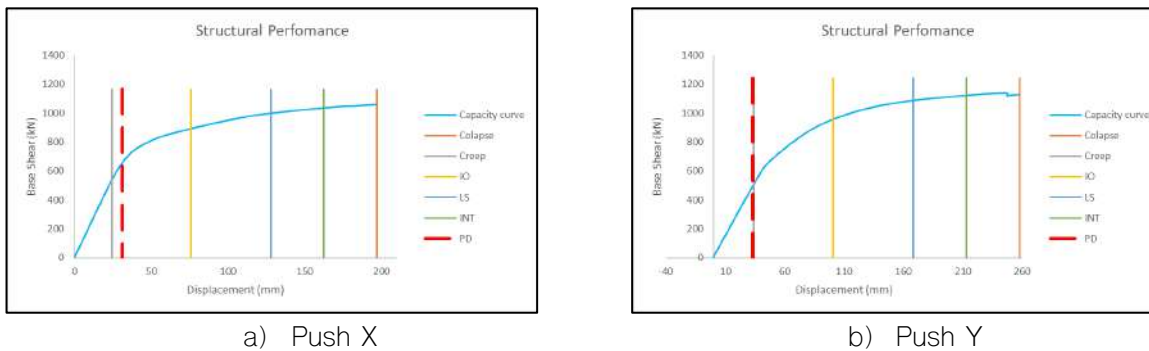 Structural Perfomance
1400
1200
1000
800
600
400
200
0
Base Shear (kN)
0
50
100
150
200
Displacement (mm)
Capacity curve
Colapse
Creep
IO
LS
INT
PD
a) Push X
Structural Perfomance
1400
1200
1000
800
600
400
200
0
Base Shear (kN)
-40
10
60
110
160
210
260
Displacement (mm)
Capacity curve
Colapse
Creep
IO
LS
INT
PD
b) Push Y